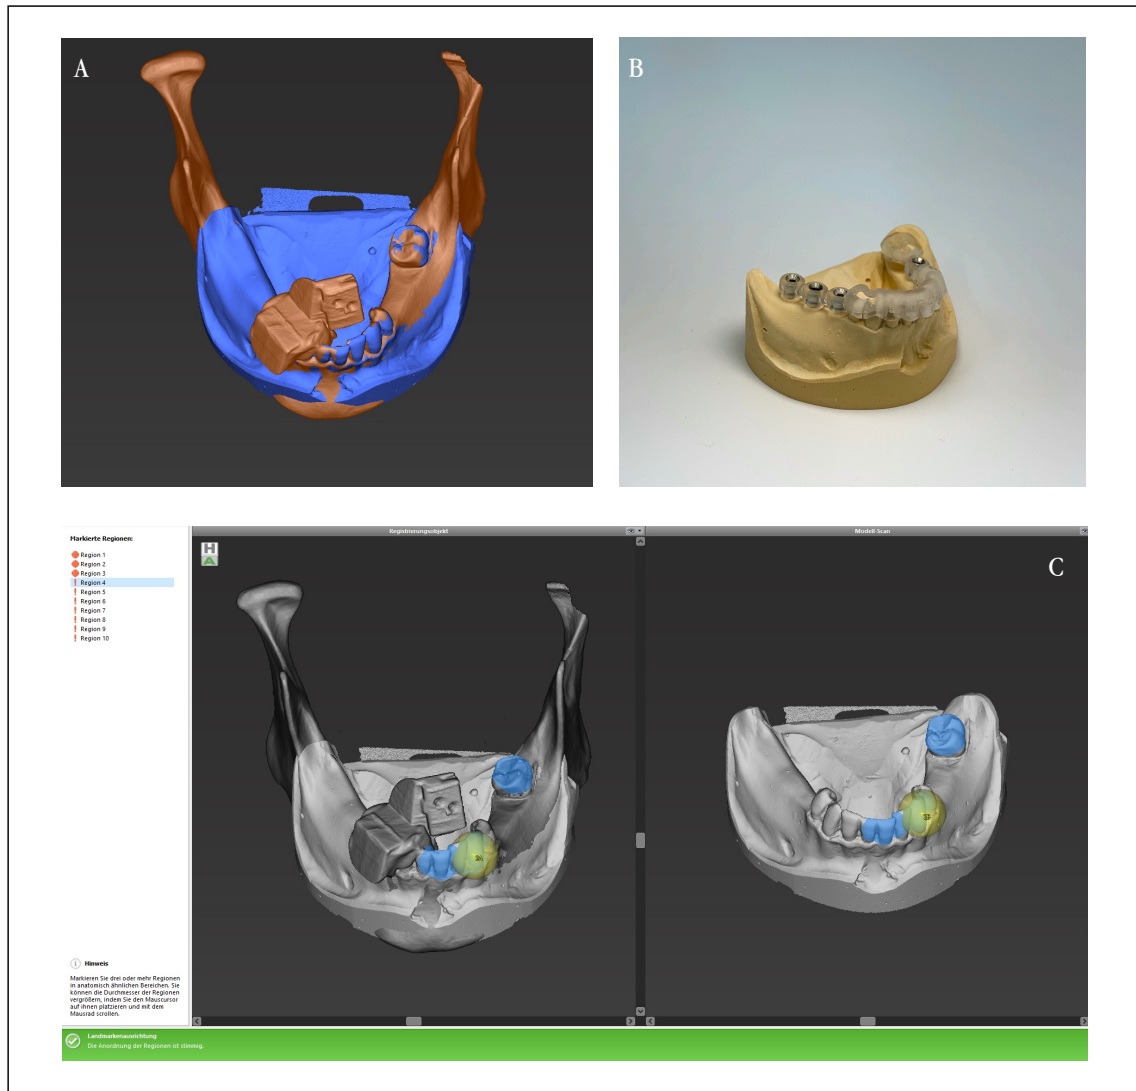 A
B
Registrierungsobjekt
Modell-Scan
Markierte Regionen:
H
A
C
Region 1
Region 2
Region 3
Region 4
Region 5
Region 6
Region 7
Region 8
Region 9
Region 10
Hinweis
Markieren Sie drei oder mehr Regionen
in anatomisch ähnlichen Bereichen. Sie
können die Durchmesser der Regionen
vergrößern, indem Sie den Mauscursor
auf ihnen platzieren und mit dem
Mausrad scrollen.
Landmarkenausrichtung
Die Anordnung der Regionen ist stimmig.